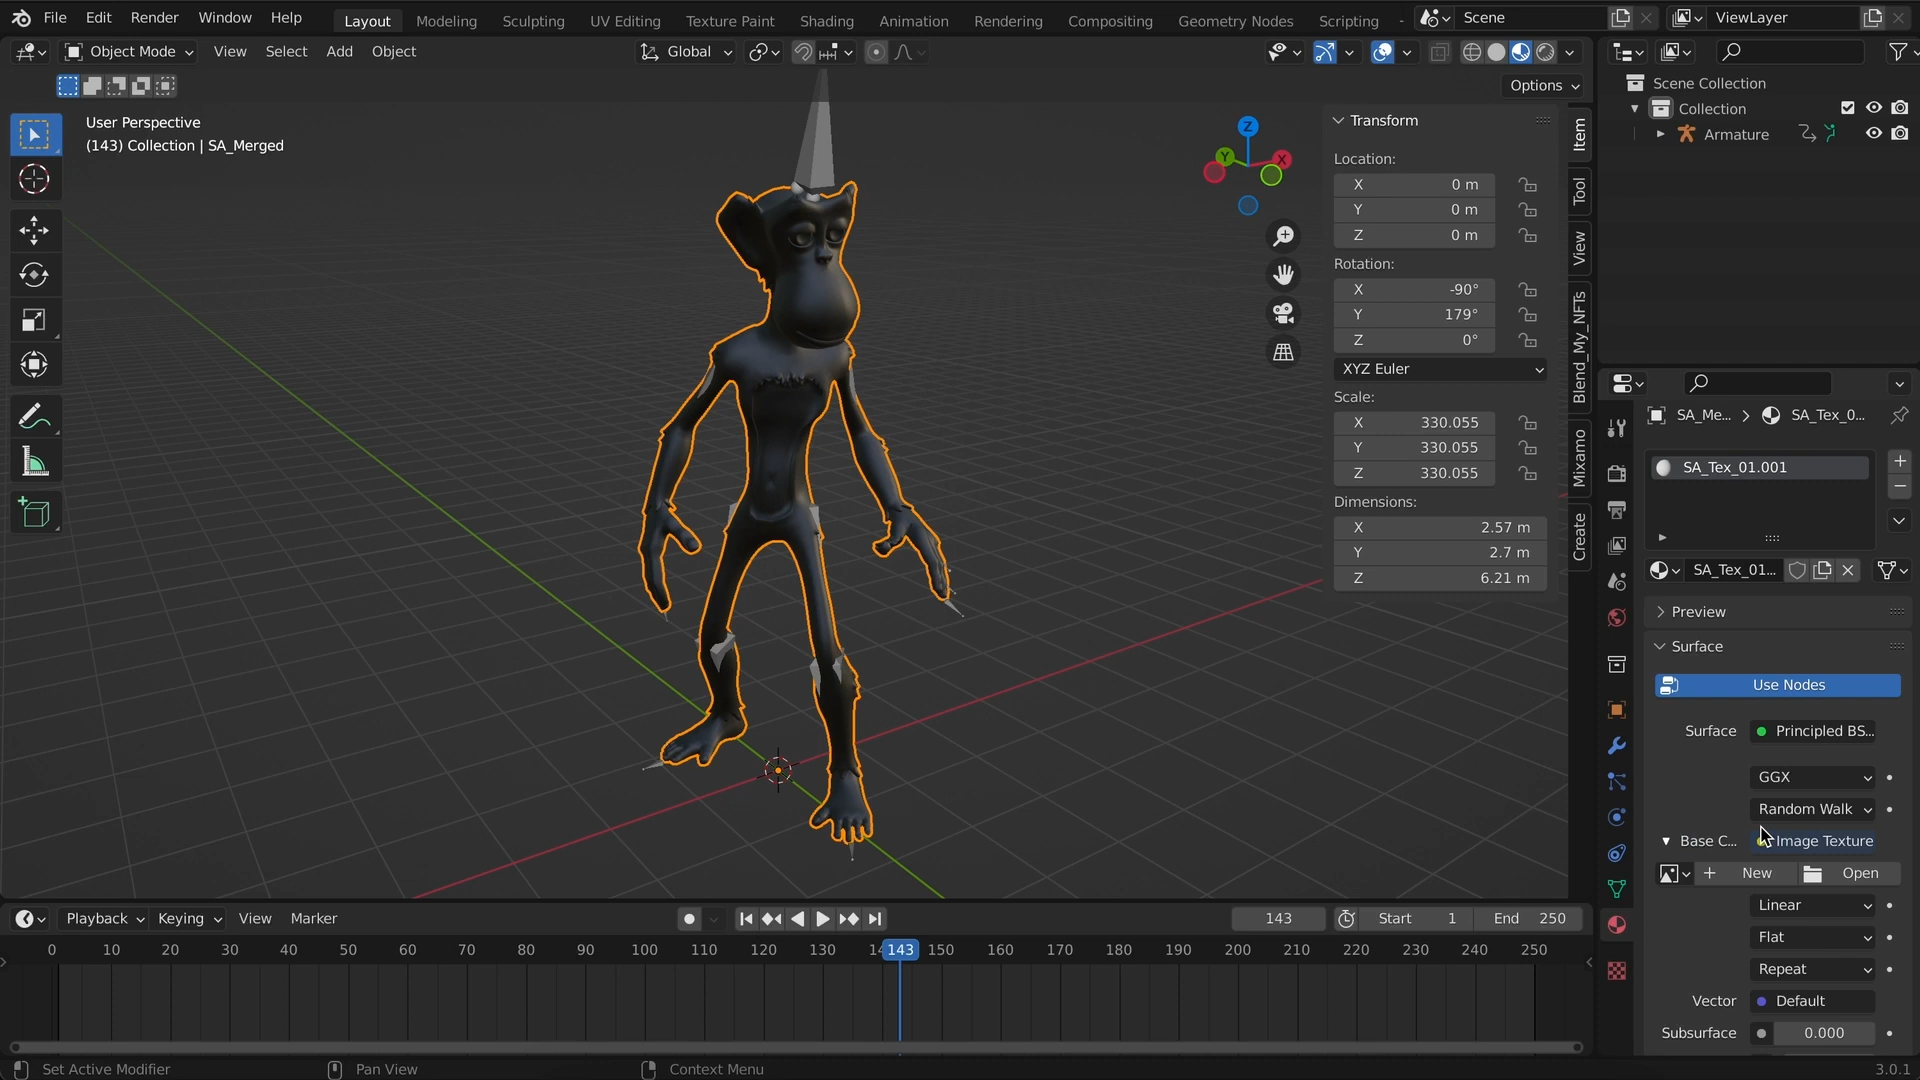 File Edit Render Window Help Layout Modeling Sculpting UV Editing Texture Paint Shading Animation Rendering Compositing Geometry Nodes Scripting Scene ViewLayer
Object Mode View Select Add Object Global
Options
User Perspective
(143) Collection | SA_Merged
Z
Y
X
Transform
Location:
X 0 m
Y 0 m
Z 0 m
Rotation:
X -90°
Y 179°
Z 0°
XYZ Euler
Scale:
X 330.055
Y 330.055
Z 330.055
Dimensions:
X 2.57 m
Y 2.7 m
Z 6.21 m
Item
Tool
View
Blend_My_NFTs
Mixamo
Create
Scene Collection
Collection
Armature
SA_Me... SA_Tex_0...
SA_Tex_01.001
SA_Tex_01...
Preview
Surface
Use Nodes
Surface Principled BS...
GGX
Random Walk
Base C... Image Texture
New Open
Linear
Flat
Repeat
Vector Default
Subsurface 0.000
Playback Keying View Marker 143 Start 1 End 250
0 10 20 30 40 50 60 70 80 90 100 110 120 130 14 143 150 160 170 180 190 200 210 220 230 240 250
Set Active Modifier Pan View Context Menu 3.0.1